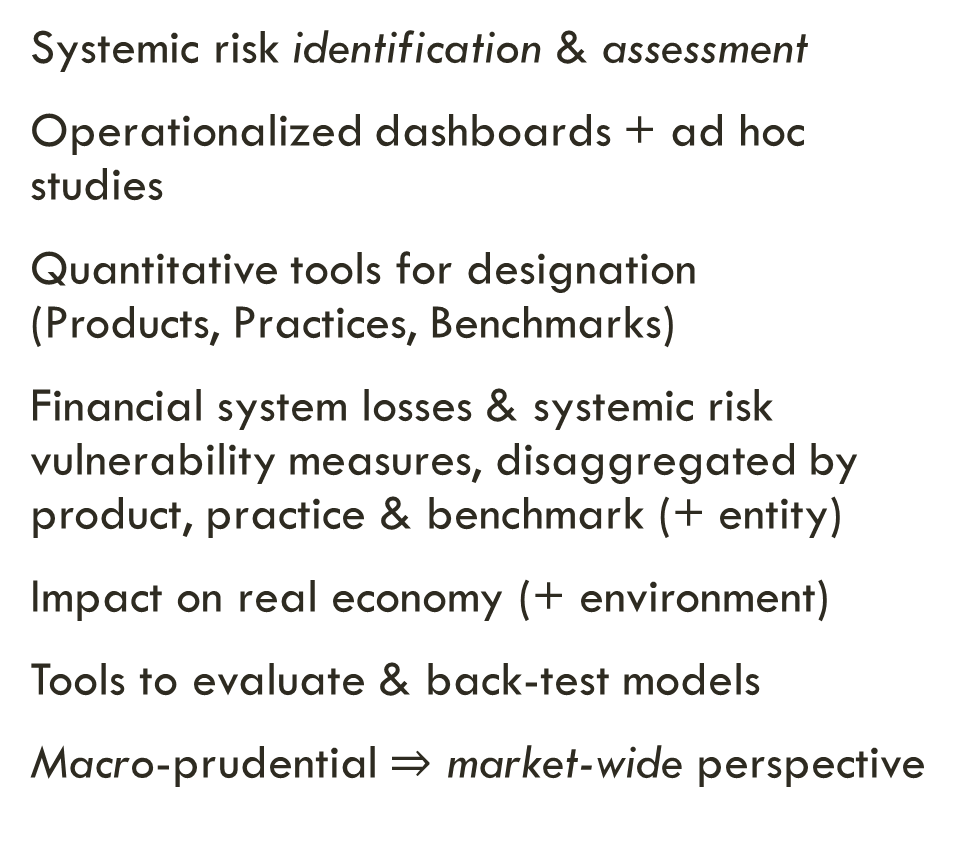 Systemic risk identification & assessment
Operationalized dashboards + ad hoc
studies
Quantitative tools for designation
(Products, Practices, Benchmarks)
Financial system losses & systemic risk
vulnerability measures, disaggregated by
product, practice & benchmark (+ entity)
Impact on real economy (+ environment)
Tools to evaluate & back-test models
Macro-prudential ⇒ market-wide perspective